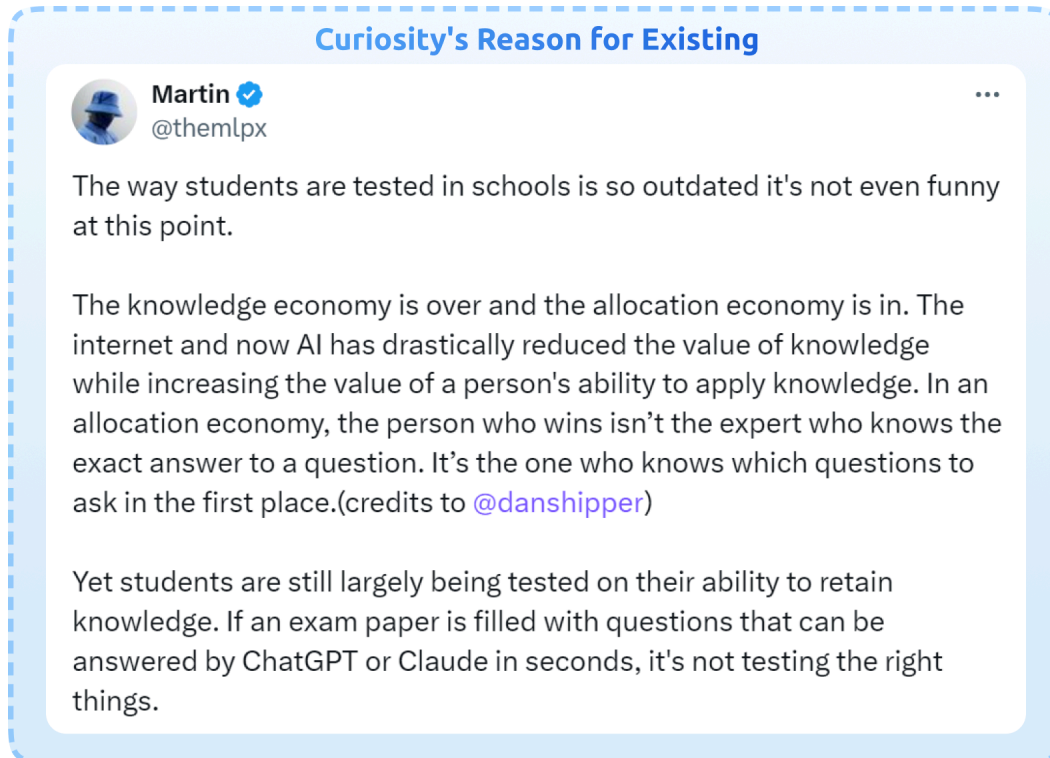 Curiosity's Reason for Existing
Martin
@themlpx
The way students are tested in schools is so outdated it's not even funny
at this point.
The knowledge economy is over and the allocation economy is in. The
internet and now AI has drastically reduced the value of knowledge
while increasing the value of a person's ability to apply knowledge. In an
allocation economy, the person who wins isn’t the expert who knows the
exact answer to a question. It’s the one who knows which questions to
ask in the first place.(credits to @danshipper)
Yet students are still largely being tested on their ability to retain
knowledge. If an exam paper is filled with questions that can be
answered by ChatGPT or Claude in seconds, it's not testing the right
things.